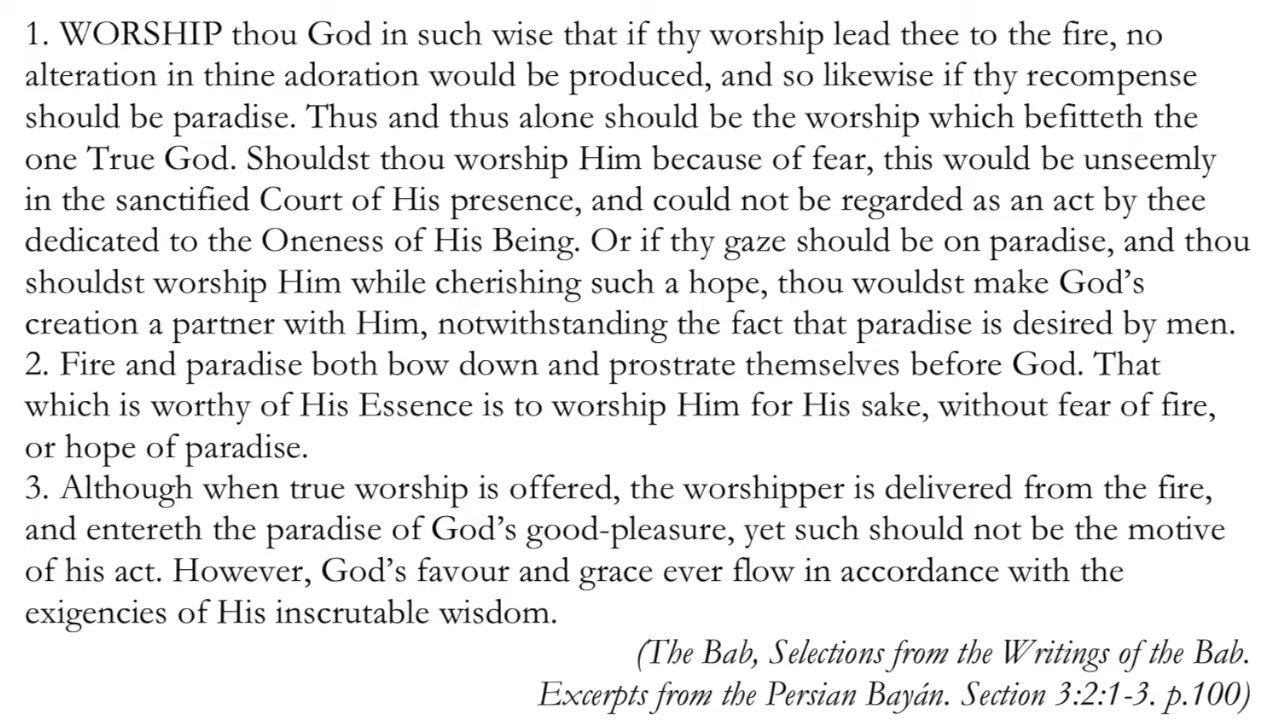 1. WORSHIP thou God in such wise that if thy worship lead thee to the fire, no
alteration in thine adoration would be produced, and so likewise if thy recompense
should be paradise. Thus and thus alone should be the worship which befitteth the
one True God. Shouldst thou worship Him because of fear, this would be unseemly
in the sanctified Court of His presence, and could not be regarded as an act by thee
dedicated to the Oneness of His Being. Or if thy gaze should be on paradise, and thou
shouldst worship Him while cherishing such a hope, thou wouldst make God’s
creation a partner with Him, notwithstanding the fact that paradise is desired by men.
2. Fire and paradise both bow down and prostrate themselves before God. That
which is worthy of His Essence is to worship Him for His sake, without fear of fire,
or hope of paradise.
3. Although when true worship is offered, the worshipper is delivered from the fire,
and entereth the paradise of God’s good-pleasure, yet such should not be the motive
of his act. However, God’s favour and grace ever flow in accordance with the
exigencies of His inscrutable wisdom.
(The Bab, Selections from the Writings of the Bab.
Excerpts from the Persian Bayán. Section 3:2:1-3. p.100)